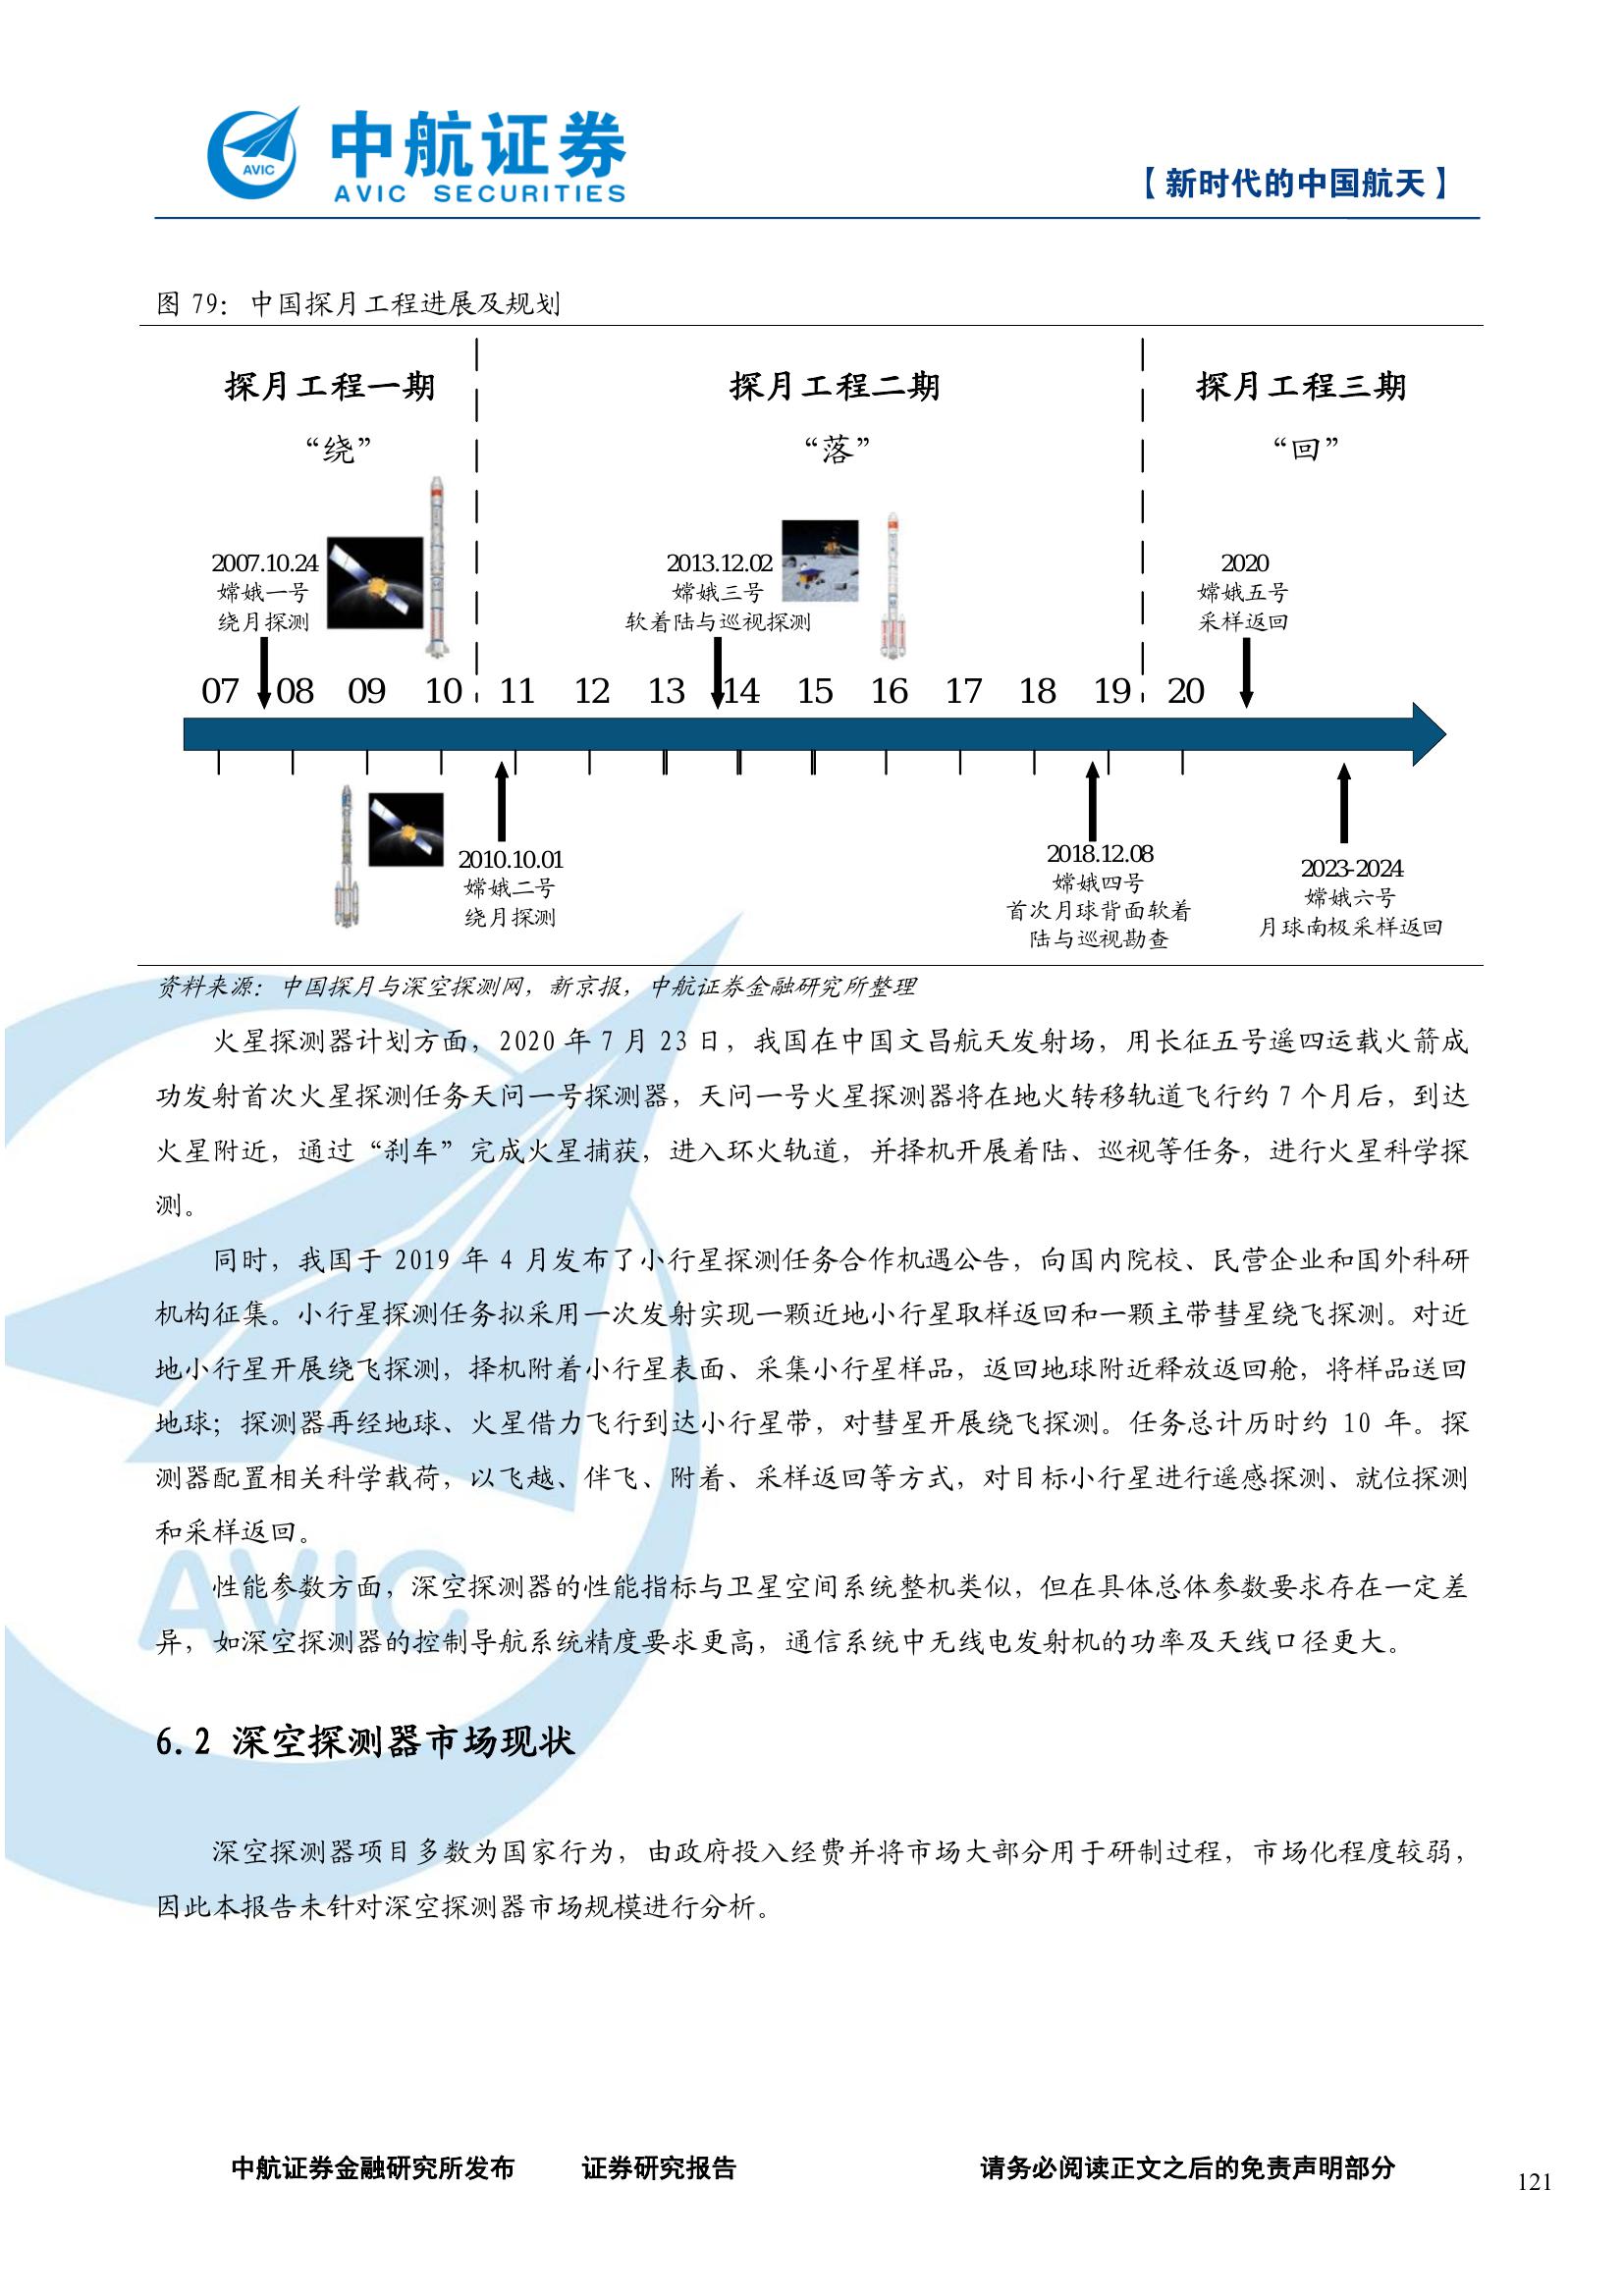 AVIC
中航证券
AVIC SECURITIES
【新时代的中国航天】
图 79：中国探月工程进展及规划
探月工程一期
探月工程二期
探月工程三期
“绕”
“落”
“回”
2007.10.24
嫦娥一号
绕月探测
2013.12.02
嫦娥三号
软着陆与巡视探测
2020
嫦娥五号
采样返回
07 08 09 10 11 12 13 14 15 16 17 18 19 20
2010.10.01
嫦娥二号
绕月探测
2018.12.08
嫦娥四号
首次月球背面软着
陆与巡视勘查
2023-2024
嫦娥六号
月球南极采样返回
资料来源：中国探月与深空探测网，新京报，中航证券金融研究所整理
火星探测器计划方面，2020 年 7 月 23 日，我国在中国文昌航天发射场，用长征五号遥四运载火箭成
功发射首次火星探测任务天问一号探测器，天问一号火星探测器将在地火转移轨道飞行约 7 个月后，到达
火星附近，通过“刹车”完成火星捕获，进入环火轨道，并择机开展着陆、巡视等任务，进行火星科学探
测。
同时，我国于 2019 年 4 月发布了小行星探测任务合作机遇公告，向国内院校、民营企业和国外科研
机构征集。小行星探测任务拟采用一次发射实现一颗近地小行星取样返回和一颗主带彗星绕飞探测。对近
地小行星开展绕飞探测，择机附着小行星表面、采集小行星样品，返回地球附近释放返回舱，将样品送回
地球；探测器再经地球、火星借力飞行到达小行星带，对彗星开展绕飞探测。任务总计历时约 10 年。探
测器配置相关科学载荷，以飞越、伴飞、附着、采样返回等方式，对目标小行星进行遥感探测、就位探测
和采样返回。
性能参数方面，深空探测器的性能指标与卫星空间系统整机类似，但在具体总体参数要求存在一定差
异，如深空探测器的控制导航系统精度要求更高，通信系统中无线电发射机的功率及天线口径更大。
AVIC
6.2 深空探测器市场现状
深空探测器项目多数为国家行为，由政府投入经费并将市场大部分用于研制过程，市场化程度较弱，
因此本报告未针对深空探测器市场规模进行分析。
中航证券金融研究所发布 证券研究报告 请务必阅读正文之后的免责声明部分
121